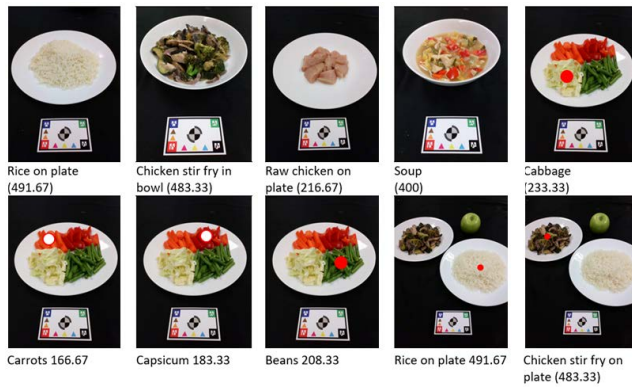 Rice on plate
(491.67)
Chicken stir fry in
bowl (483.33)
Raw chicken on
plate (216.67)
Soup
(400)
Cabbage
(233.33)
Carrots 166.67
Capsicum 183.33
Beans 208.33
Rice on plate 491.67
Chicken stir fry on
plate (483.33)